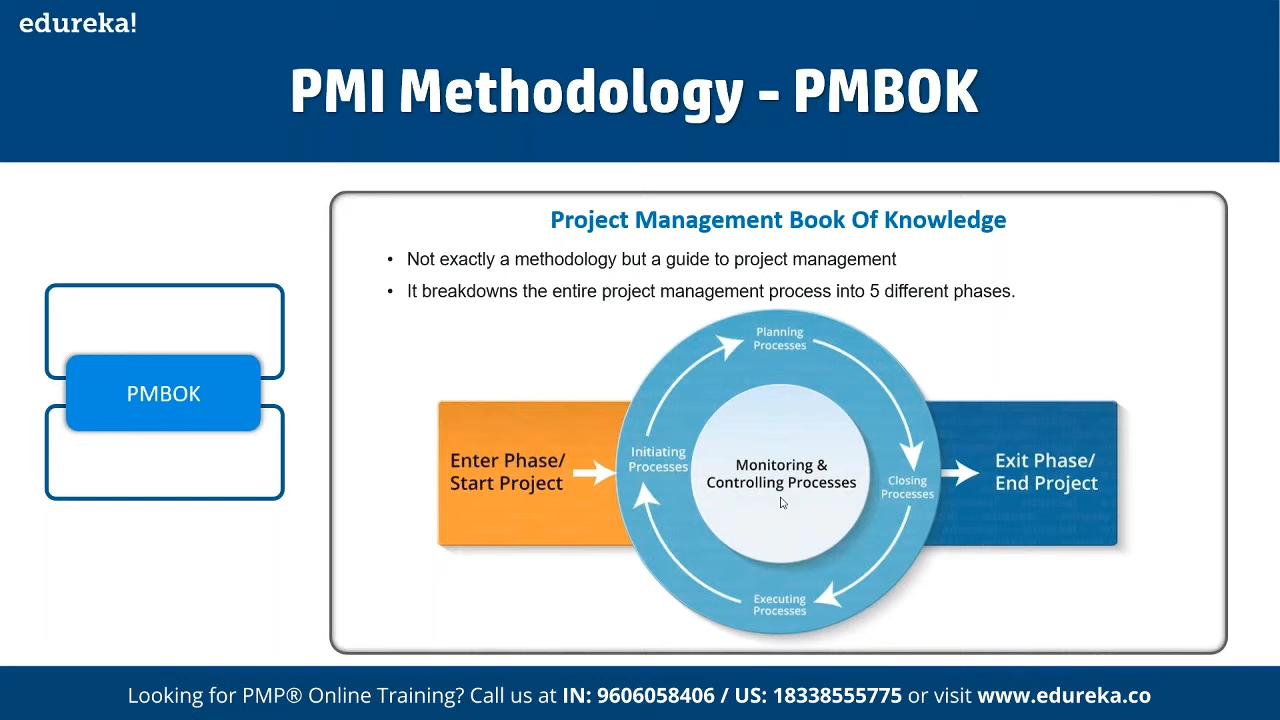 edureka!
PMI Methodology - PMBOK
Project Management Book Of Knowledge
• Not exactly a methodology but a guide to project management
• It breakdowns the entire project management process into 5 different phases.
PMBOK
Planning
Processes
Enter Phase/
Start Project
Initiating
Processes
Monitoring &
Controlling Processes
Closing
Processes
Exit Phase/
End Project
Executing
Processes
Looking for PMP® Online Training? Call us at IN: 9606058406 / US: 18338555775 or visit www.edureka.co